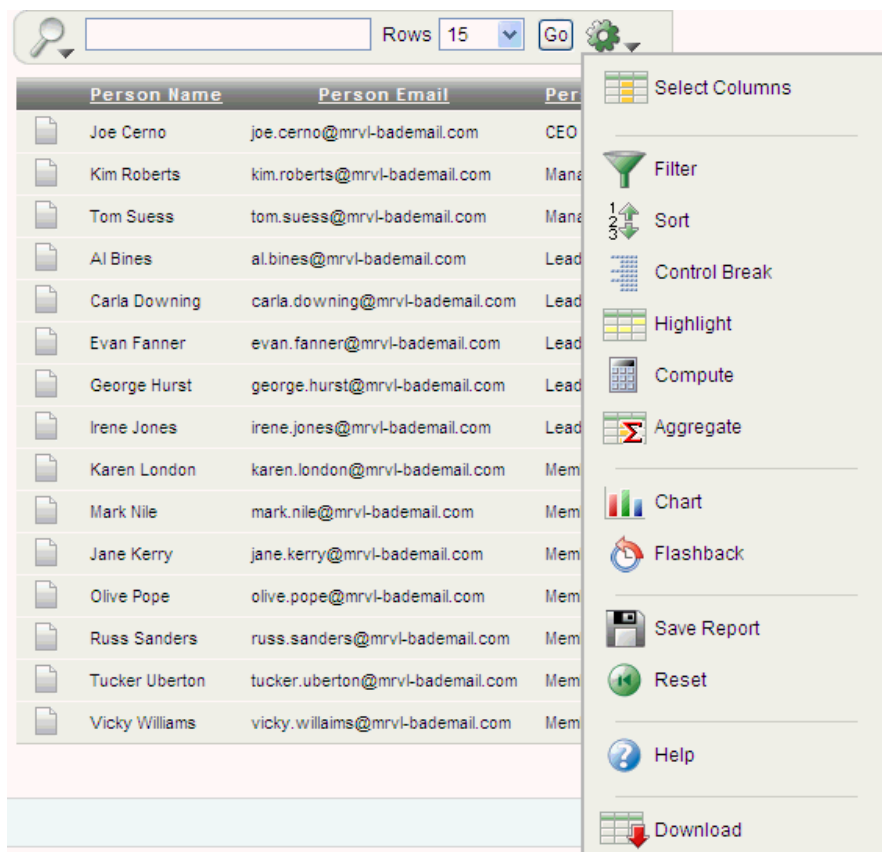 Rows 15 Go
Person Name Person Email Per
Joe Cerno joe.cerno@mrvl-bademail.com CEO
Kim Roberts kim.roberts@mrvl-bademail.com Mana
Tom Suess tom.suess@mrvl-bademail.com Mana
Al Bines al.bines@mrvl-bademail.com Lead
Carla Downing carla.downing@mrvl-bademail.com Lead
Evan Fanner evan.fanner@mrvl-bademail.com Lead
George Hurst george.hurst@mrvl-bademail.com Lead
Irene Jones irene.jones@mrvl-bademail.com Lead
Karen London karen.london@mrvl-bademail.com Mem
Mark Nile mark.nile@mrvl-bademail.com Mem
Jane Kerry jane.kerry@mrvl-bademail.com Mem
Olive Pope olive.pope@mrvl-bademail.com Mem
Russ Sanders russ.sanders@mrvl-bademail.com Mem
Tucker Uberton tucker.uberton@mrvl-bademail.com Mem
Vicky Williams vicky.willaims@mrvl-bademail.com Mem
Select Columns
Filter
1 2 3 Sort
Control Break
Highlight
Compute
Σ Aggregate
Chart
Flashback
Save Report
Reset
? Help
Download